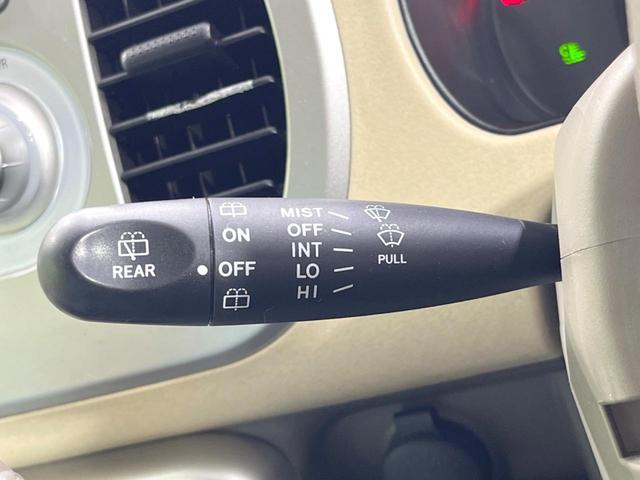 REAR
ON
OFF
MIST
OFF
INT
LO
HI
PULL